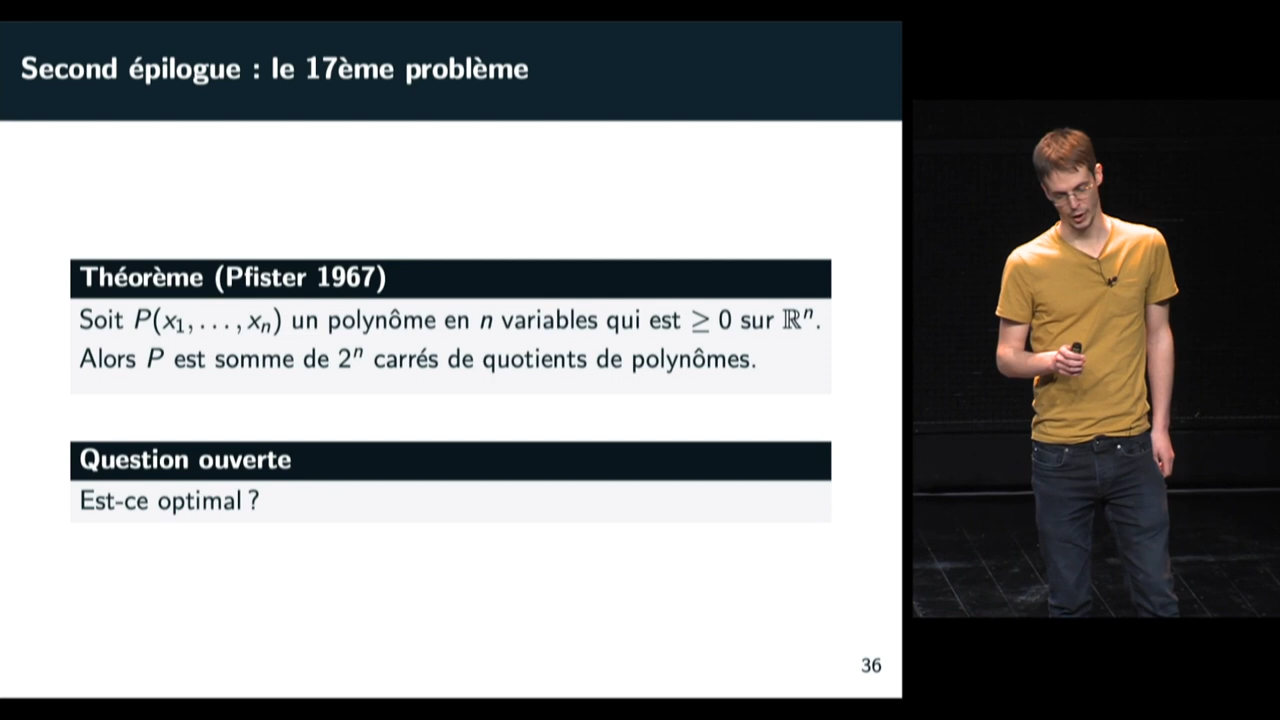 Second épilogue : le 17ème problème
Théorème (Pfister 1967)
Soit P(x₁, . . . , xₙ) un polynôme en n variables qui est ≥ 0 sur ℝⁿ.
Alors P est somme de 2ⁿ carrés de quotients de polynômes.
Question ouverte
Est-ce optimal ?
36